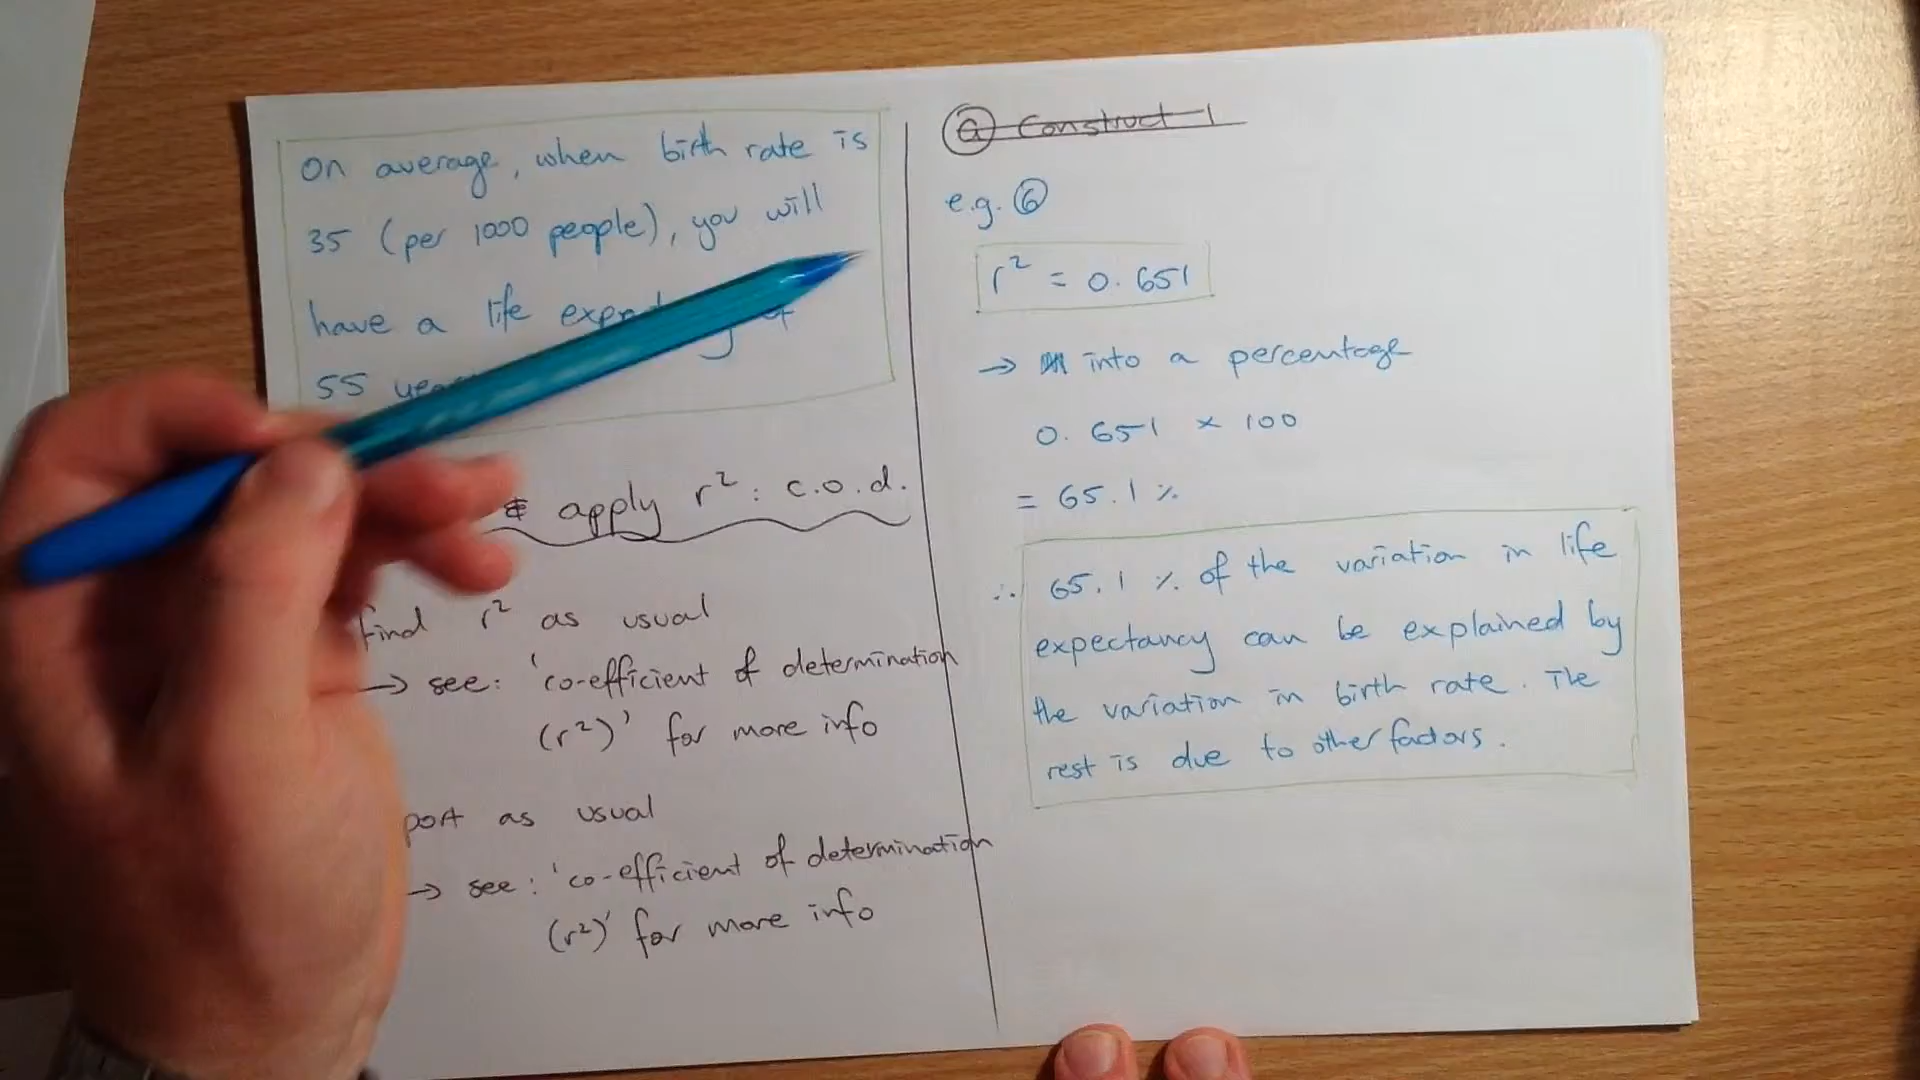 On average, when birth rate is
35 (per 1000 people), you will
have a life
55
apply r²: c.o.d.
find r² as usual
→ see: 'co-efficient of determination
(r²)' for more info
port as usual
→ see: 'co-efficient of determination
(r²)' for more info
ⓐ Construct 1
e.g. ⑥
r² = 0.651
→ into a percentage
0.651 × 100
= 65.1 %
∴ 65.1 % of the variation in life
expectancy can be explained by
the variation in birth rate. The
rest is due to other factors.